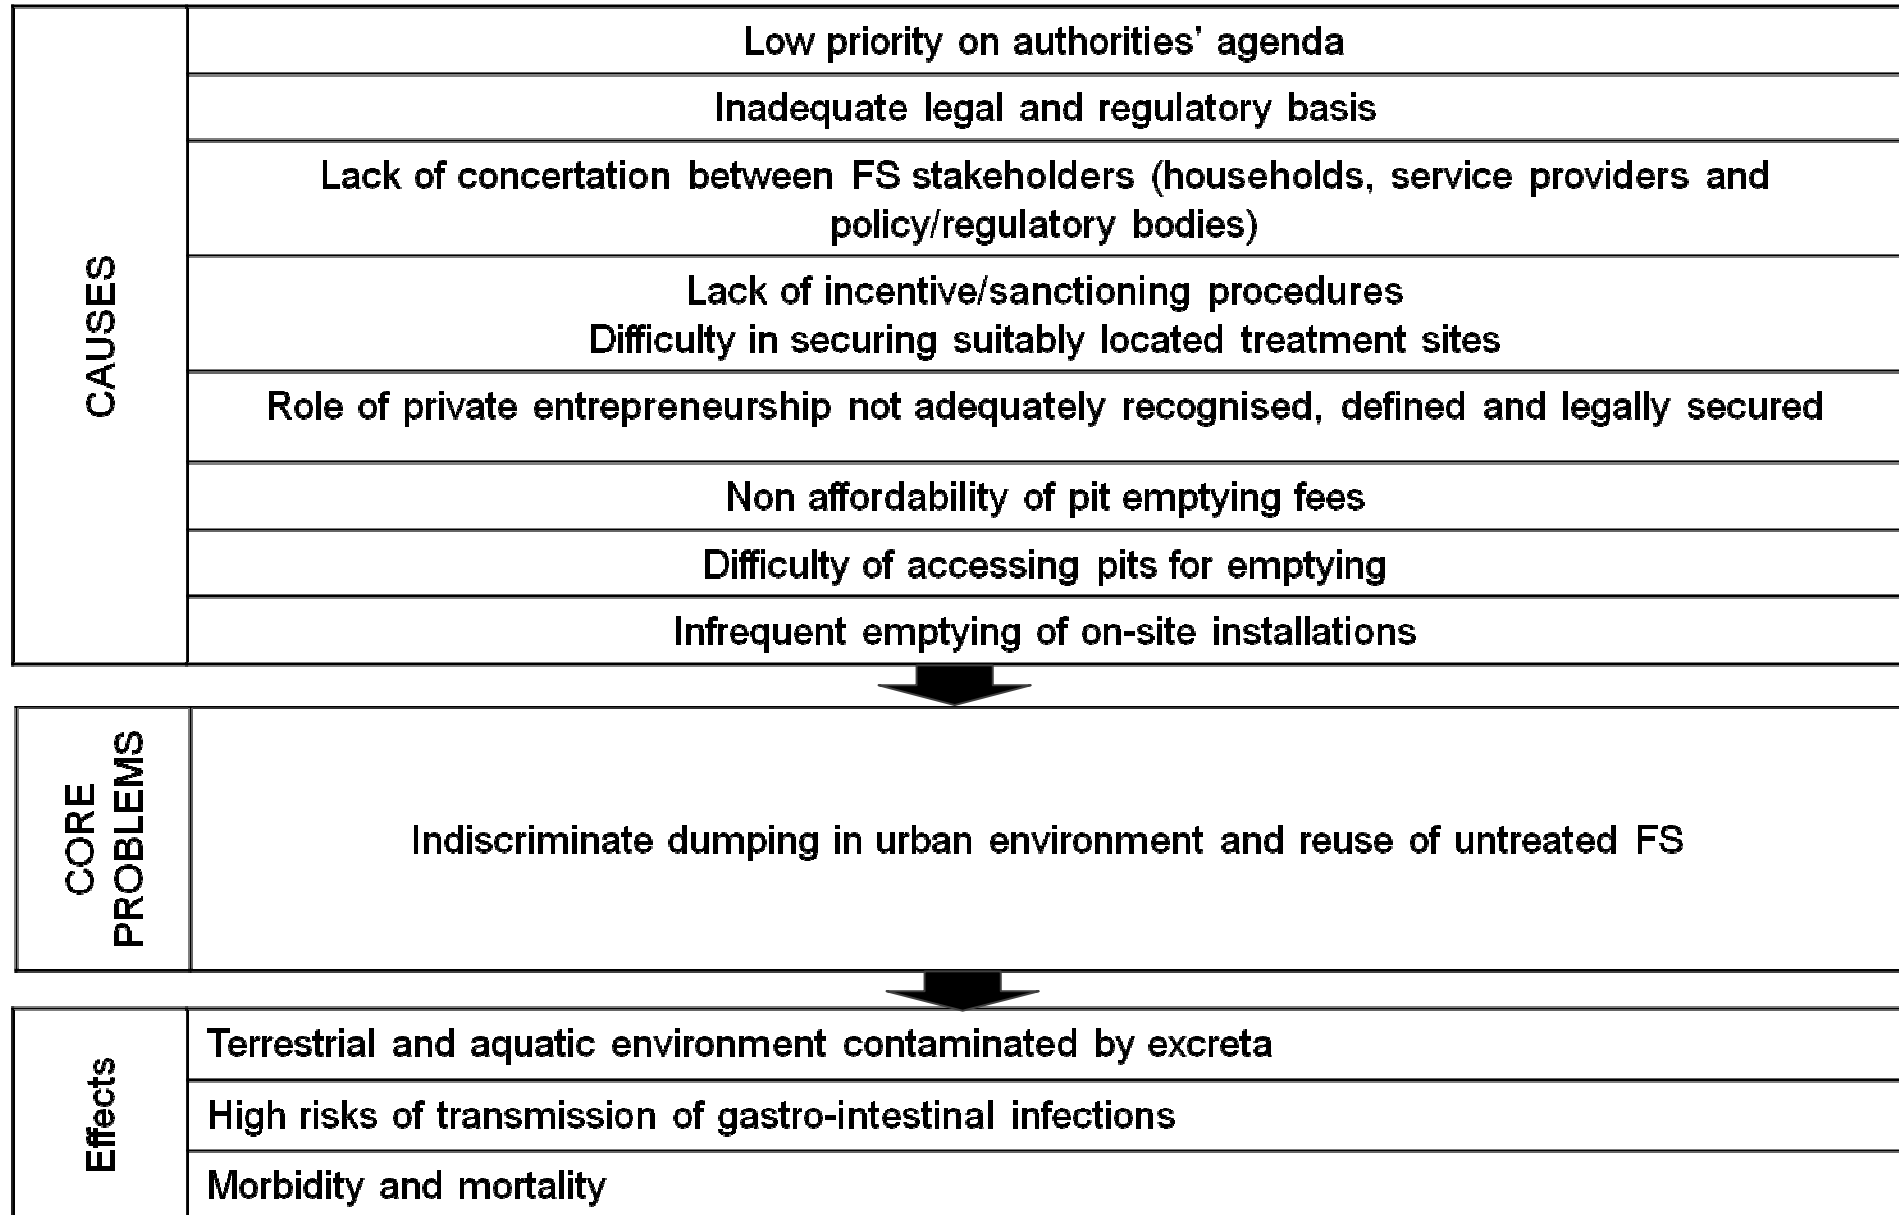 CAUSES
Low priority on authorities' agenda
Inadequate legal and regulatory basis
Lack of concertation between FS stakeholders (households, service providers and
policy/regulatory bodies)
Lack of incentive/sanctioning procedures
Difficulty in securing suitably located treatment sites
Role of private entrepreneurship not adequately recognised, defined and legally secured
Non affordability of pit emptying fees
Difficulty of accessing pits for emptying
Infrequent emptying of on-site installations
CORE
PROBLEMS
Indiscriminate dumping in urban environment and reuse of untreated FS
Effects
Terrestrial and aquatic environment contaminated by excreta
High risks of transmission of gastro-intestinal infections
Morbidity and mortality